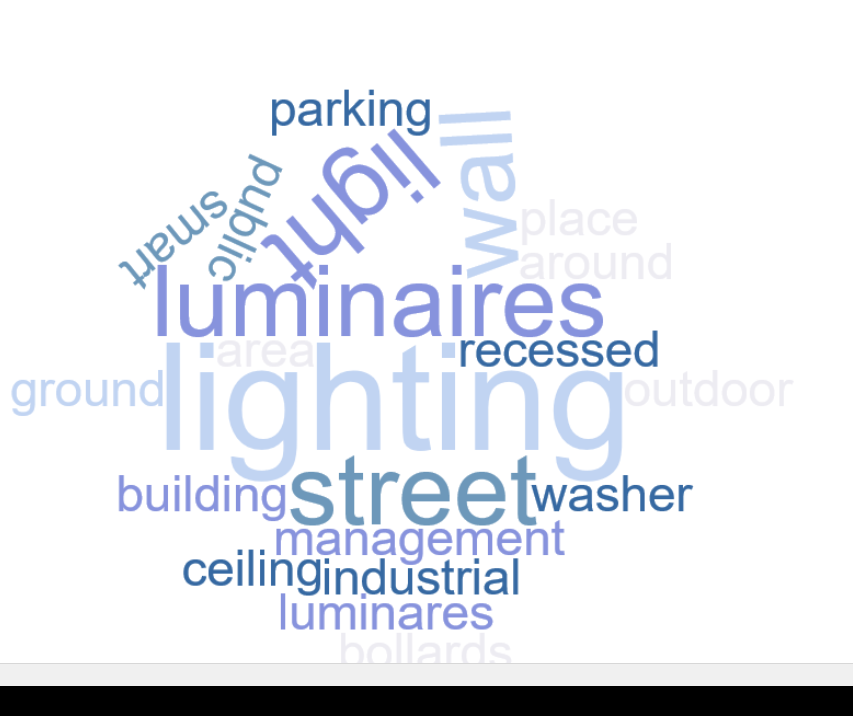 parking
light
wall
public
smart
place
around
luminaires
area
recessed
ground
lighting
outdoor
building
street
washer
management
ceiling
industrial
luminares
bollards